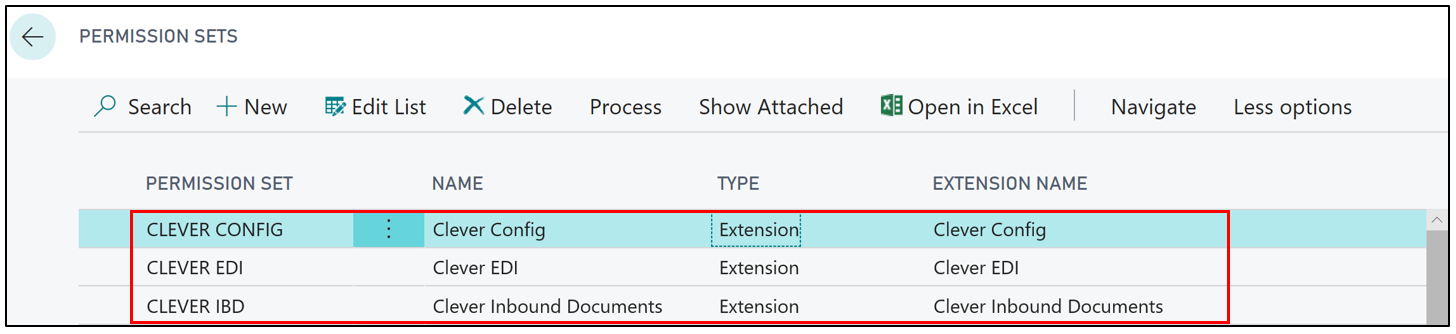 PERMISSION SETS
Search New Edit List Delete Process Show Attached Open in Excel Navigate Less options
PERMISSION SET NAME TYPE EXTENSION NAME
CLEVER CONFIG Clever Config Extension Clever Config
CLEVER EDI Clever EDI Extension Clever EDI
CLEVER IBD Clever Inbound Documents Extension Clever Inbound Documents